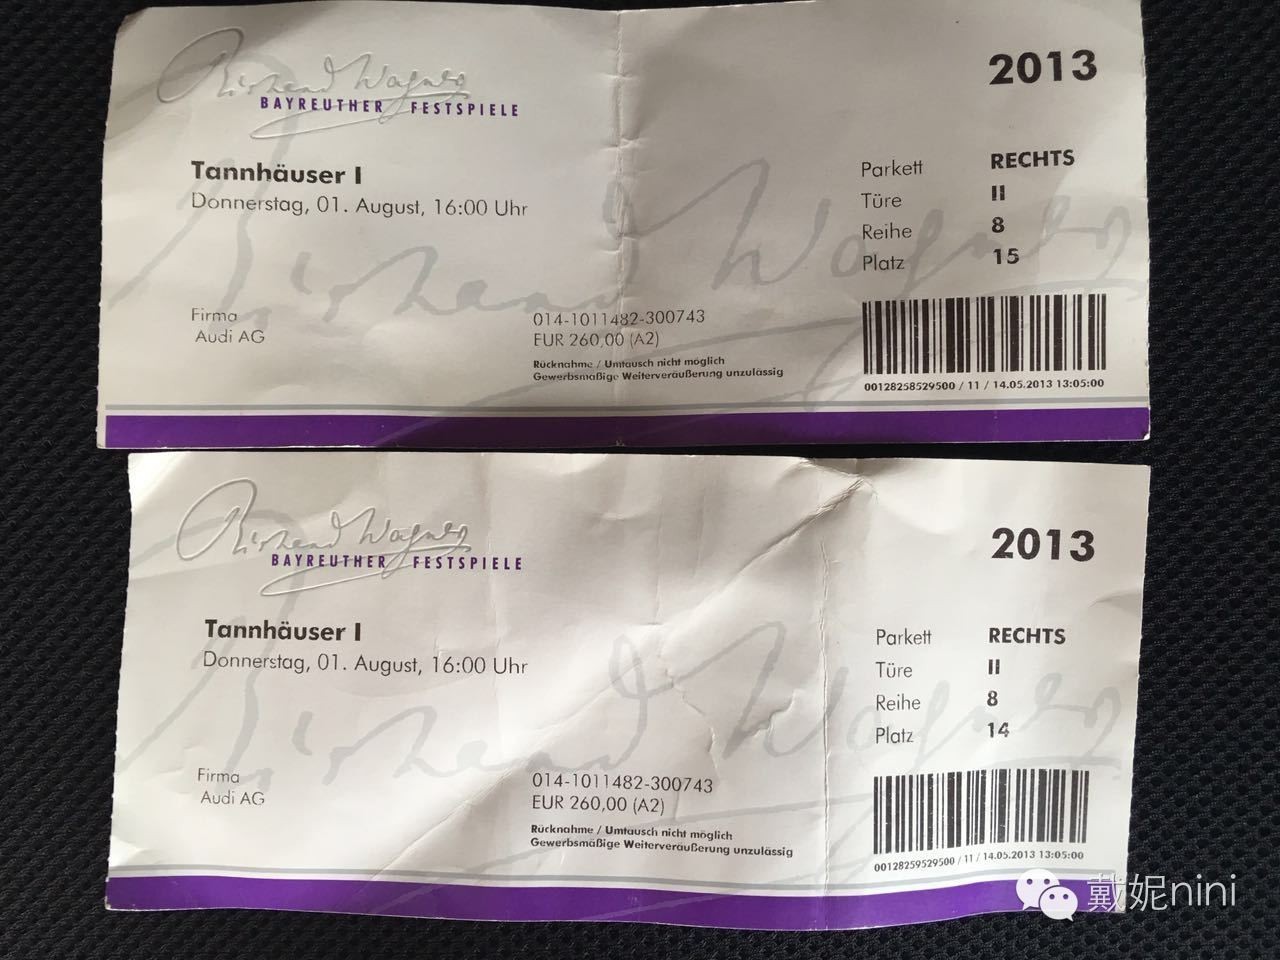 Richard Wagner
BAYREUTHER FESTSPIELE
2013
Tannhäuser I
Donnerstag, 01. August, 16:00 Uhr
Parkett RECHTS
Türe II
Reihe 8
Platz 15
Firma
Audi AG
014-1011482-300743
EUR 260,00 (A2)
Rücknahme / Umtausch nicht möglich
Gewerbsmäßige Weiterveräußerung unzulässig
00128258529500 / 11 / 14.05.2013 13:05:00
Richard Wagner
BAYREUTHER FESTSPIELE
2013
Tannhäuser I
Donnerstag, 01. August, 16:00 Uhr
Parkett RECHTS
Türe II
Reihe 8
Platz 14
Firma
Audi AG
014-1011482-300743
EUR 260,00 (A2)
Rücknahme / Umtausch nicht möglich
Gewerbsmäßige Weiterveräußerung unzulässig
00128259529500 / 11 / 14.05.2013 13:05:00
戴妮nini